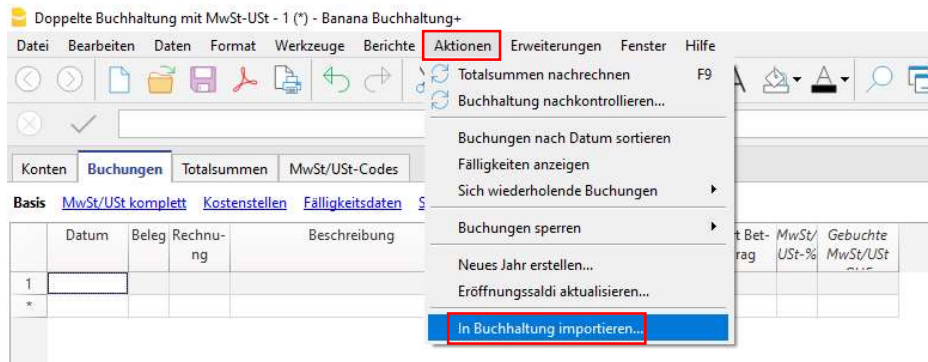 Doppelte Buchhaltung mit MwSt-USt - 1 (*) - Banana Buchhaltung+
Datei Bearbeiten Daten Format Werkzeuge Berichte Aktionen Erweiterungen Fenster Hilfe
Totalsummen nachrechnen F9
Buchhaltung nachkontrollieren...
Buchungen nach Datum sortieren
Fälligkeiten anzeigen
Sich wiederholende Buchungen
Buchungen sperren
Neues Jahr erstellen...
Eröffnungssaldi aktualisieren...
In Buchhaltung importieren...
Konten Buchungen Totalsummen MwSt/USt-Codes
Basis MwSt/USt komplett Kostenstellen Fälligkeitsdaten
Datum Beleg Rechnu- Beschreibung t Bet- MwSt/ Gebuchte
ng rag USt-% MwSt/USt
1
*